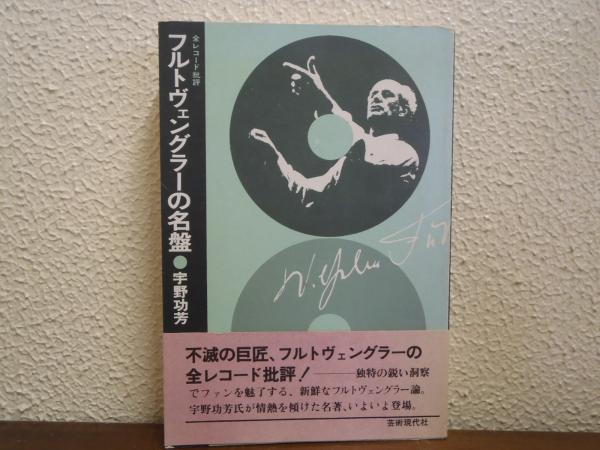 全レコード批評
フルトヴェングラーの名盤●宇野功芳
不滅の巨匠、フルトヴェングラーの
全レコード批評!――独特の鋭い洞察
でファンを魅了する、新鮮なフルトヴェングラー論。
宇野功芳氏が情熱を傾けた名著、いよいよ登場。
芸術現代社